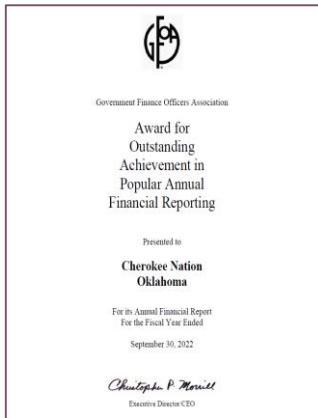 GFOA
Government Finance Officers Association
Award for
Outstanding
Achievement in
Popular Annual
Financial Reporting
Presented to
Cherokee Nation
Oklahoma
For its Annual Financial Report
For the Fiscal Year Ended
September 30, 2022
Christopher P. Morrill
Executive Director/CEO